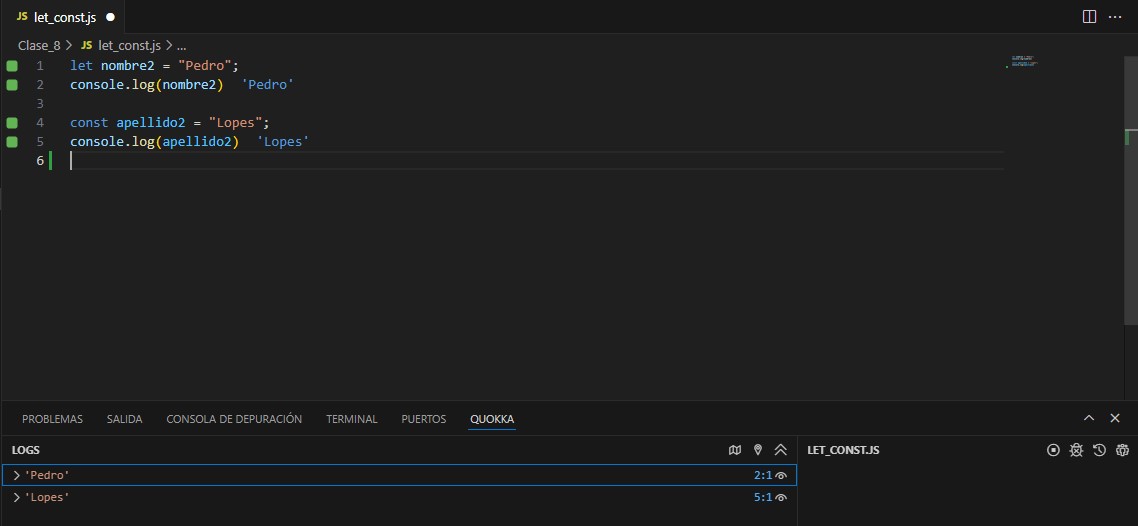 JS let_const.js
Clase_8 > JS let_const.js > ...
1 let nombre2 = "Pedro";
2 console.log(nombre2) 'Pedro'
3
4 const apellido2 = "Lopes";
5 console.log(apellido2) 'Lopes'
6
PROBLEMAS SALIDA CONSOLA DE DEPURACIÓN TERMINAL PUERTOS QUOKKA
LOGS LET_CONST.JS
> 'Pedro' 2:1
> 'Lopes' 5:1